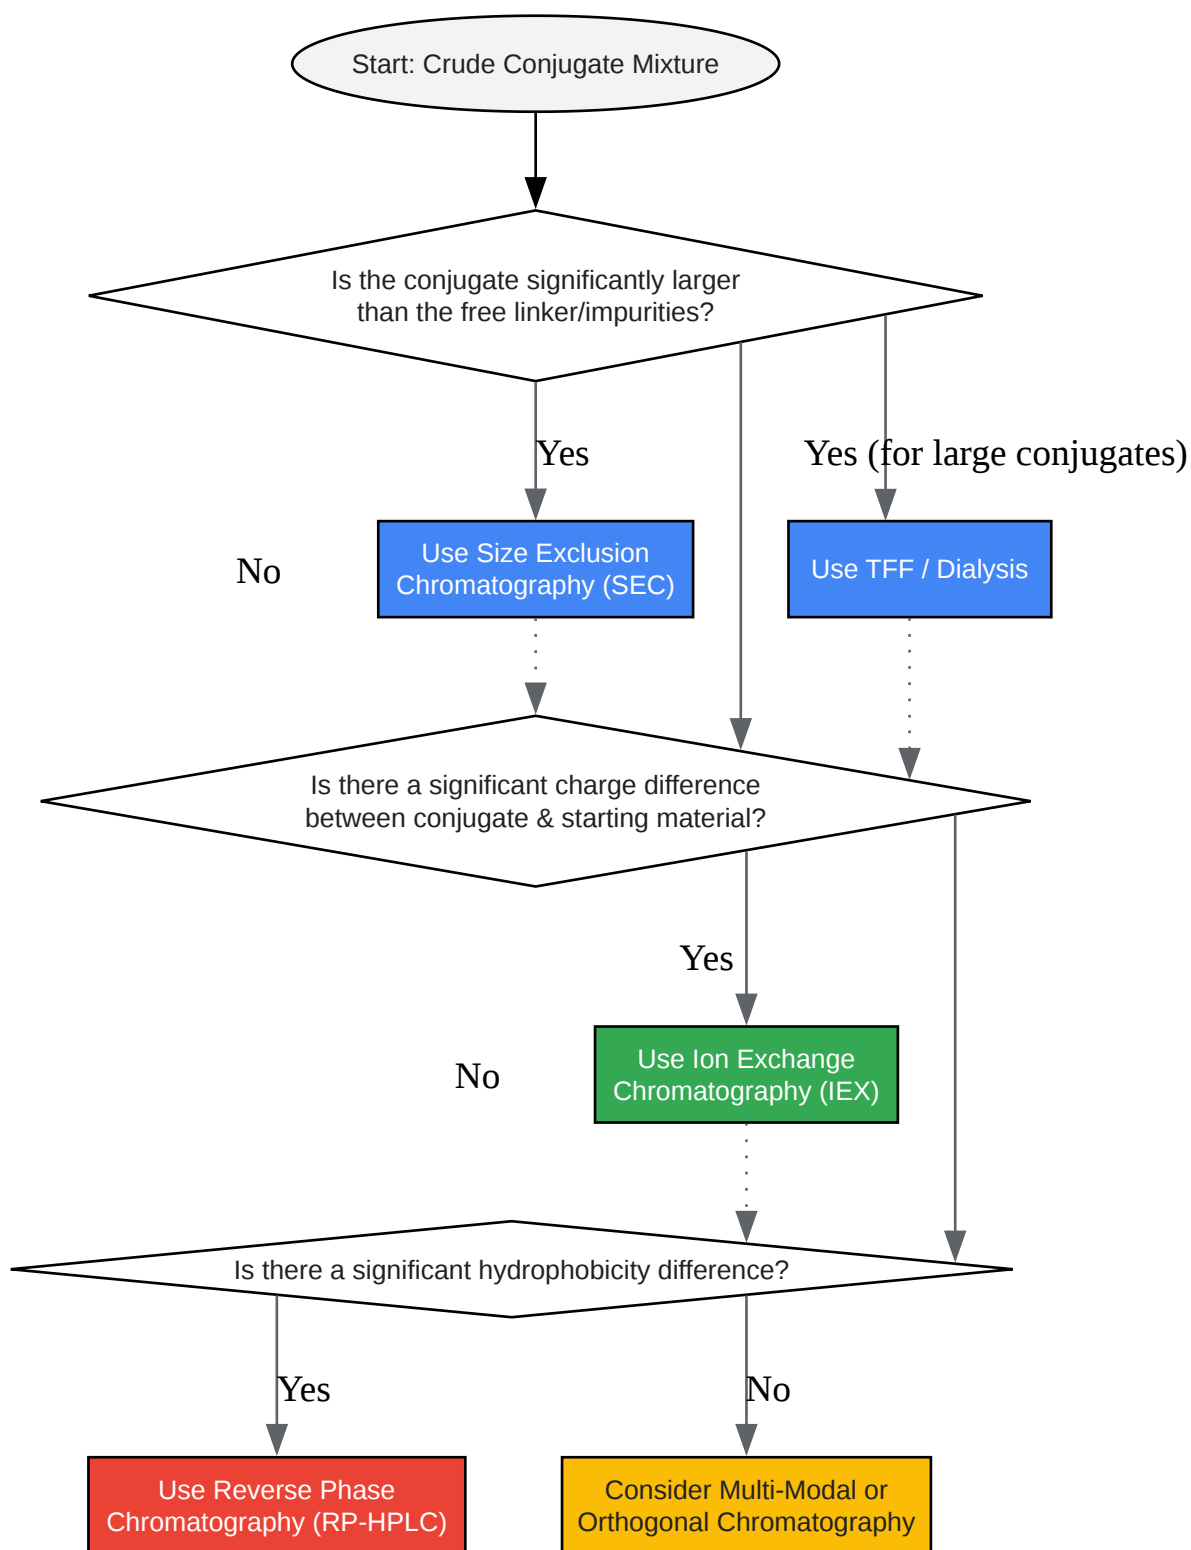 Start: Crude Conjugate Mixture
Is the conjugate significantly larger
than the free linker/impurities?
Yes
Yes (for large conjugates)
No
Use Size Exclusion
Chromatography (SEC)
Use TFF / Dialysis
Is there a significant charge difference
between conjugate & starting material?
Yes
No
Use Ion Exchange
Chromatography (IEX)
Is there a significant hydrophobicity difference?
Yes
No
Use Reverse Phase
Chromatography (RP-HPLC)
Consider Multi-Modal or
Orthogonal Chromatography